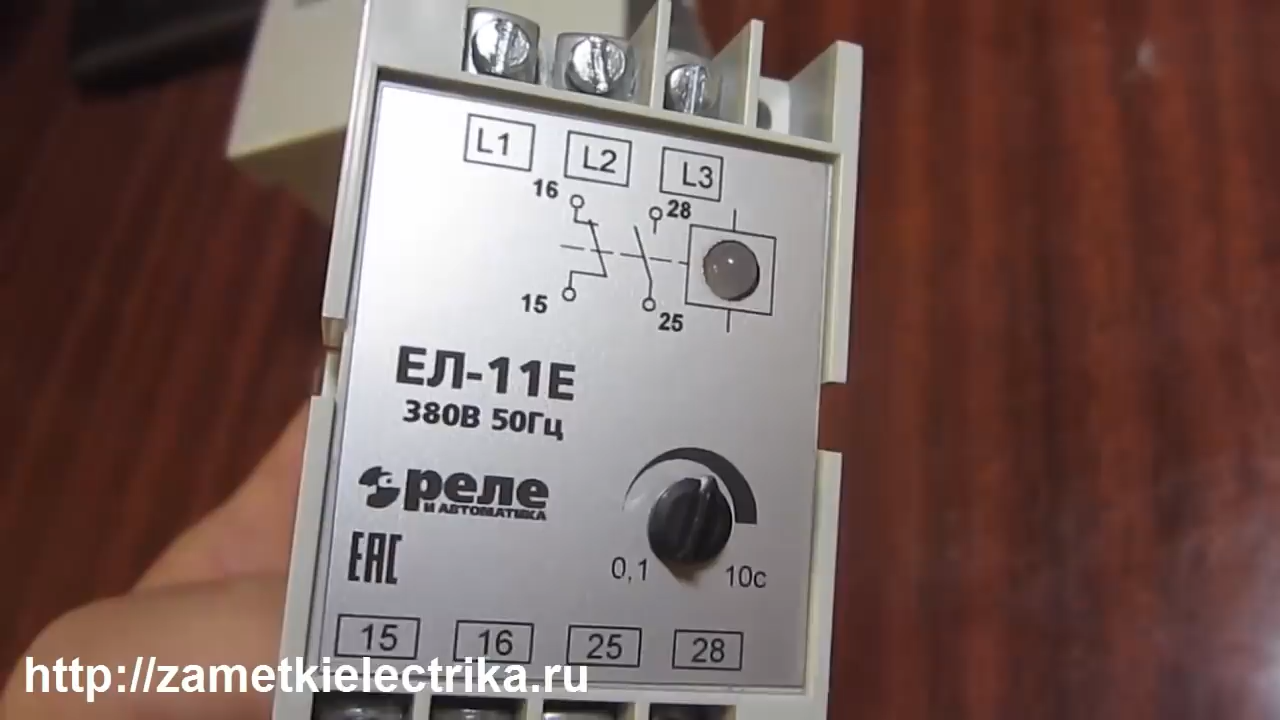 L1 L2 L3
16 28
15 25
ЕЛ-11Е
380В 50Гц
реле
И АВТОМАТИКА
ЕАС
0,1 10с
15 16 25 28
http://zametkielectrika.ru